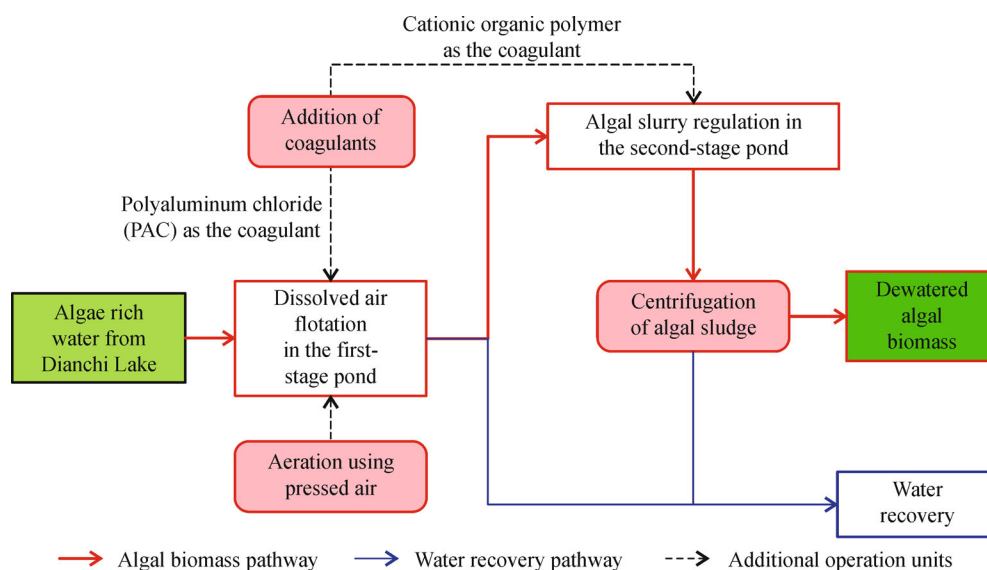 Cationic organic polymer
as the coagulant
Addition of
coagulants
Algal slurry regulation in
the second-stage pond
Polyaluminum chloride
(PAC) as the coagulant
Algae rich
water from
Dianchi Lake
Dissolved air
flotation
in the first-
stage pond
Centrifugation
of algal sludge
Dewatered
algal
biomass
Aeration using
pressed air
Water
recovery
Algal biomass pathway
Water recovery pathway
Additional operation units